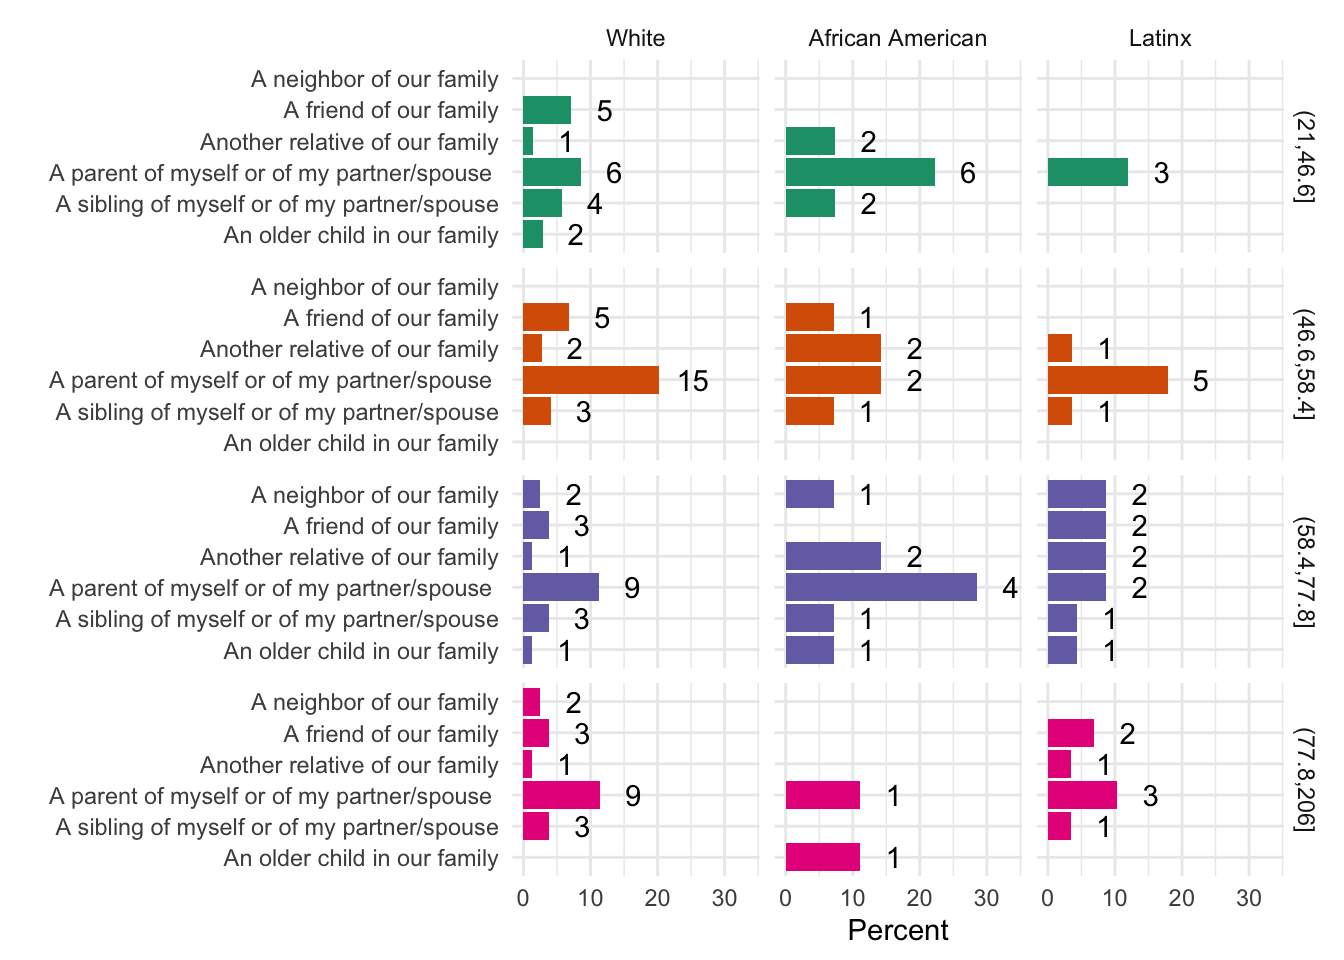 White African American Latinx
A neighbor of our family
A friend of our family 5
Another relative of our family 1 2
A parent of myself or of my partner/spouse 6 6 3
A sibling of myself or of my partner/spouse 4 2
An older child in our family 2
(21,46.6]
A neighbor of our family
A friend of our family 5 1
Another relative of our family 2 2 1
A parent of myself or of my partner/spouse 15 2 5
A sibling of myself or of my partner/spouse 3 1 1
An older child in our family
(46.6,58.4]
A neighbor of our family 2 1 2
A friend of our family 3 2
Another relative of our family 1 2 2
A parent of myself or of my partner/spouse 9 4 2
A sibling of myself or of my partner/spouse 3 1 1
An older child in our family 1 1 1
(58.4,77.8]
A neighbor of our family 2
A friend of our family 3 2
Another relative of our family 1 1
A parent of myself or of my partner/spouse 9 1 3
A sibling of myself or of my partner/spouse 3 1
An older child in our family 1
(77.8,206]
0 10 20 30 0 10 20 30 0 10 20 30
Percent